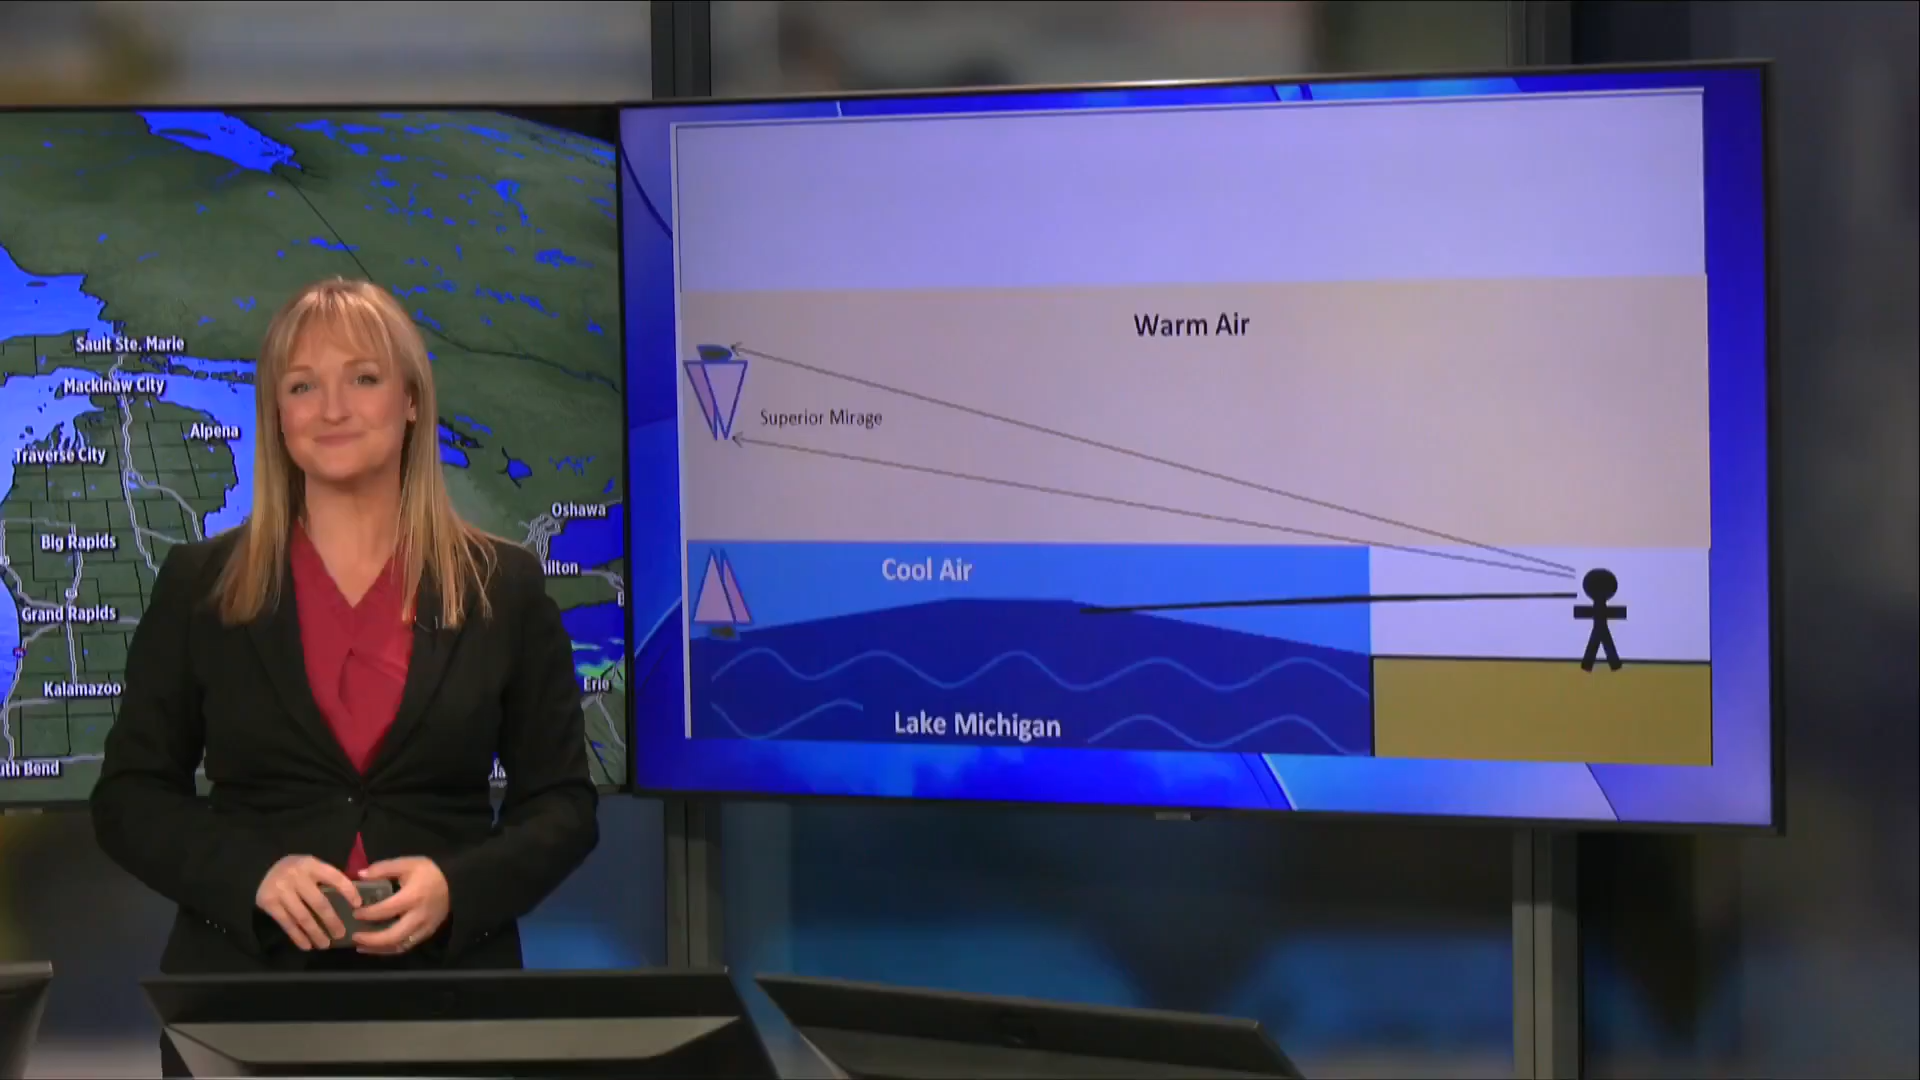 Sault Ste. Marie
Mackinaw City
Alpena
Traverse City
Oshawa
Big Rapids
Grand Rapids
Kalamazoo
Erie
Bend
Warm Air
Superior Mirage
Cool Air
Lake Michigan